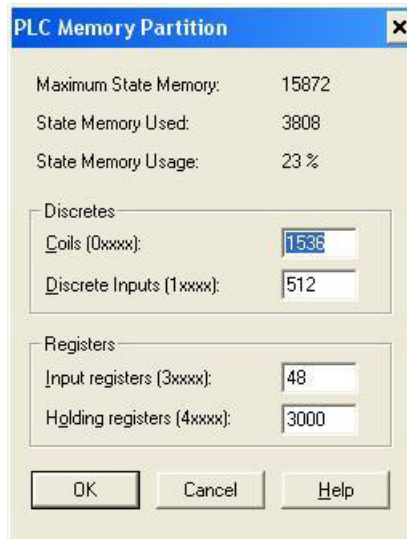 PLC Memory Partition
Maximum State Memory: 15872
State Memory Used: 3808
State Memory Usage: 23 %
Discretes
Coils (0xxxx): 1536
Discrete Inputs (1xxxx): 512
Registers
Input registers (3xxxx): 48
Holding registers (4xxxx): 3000
OK Cancel Help